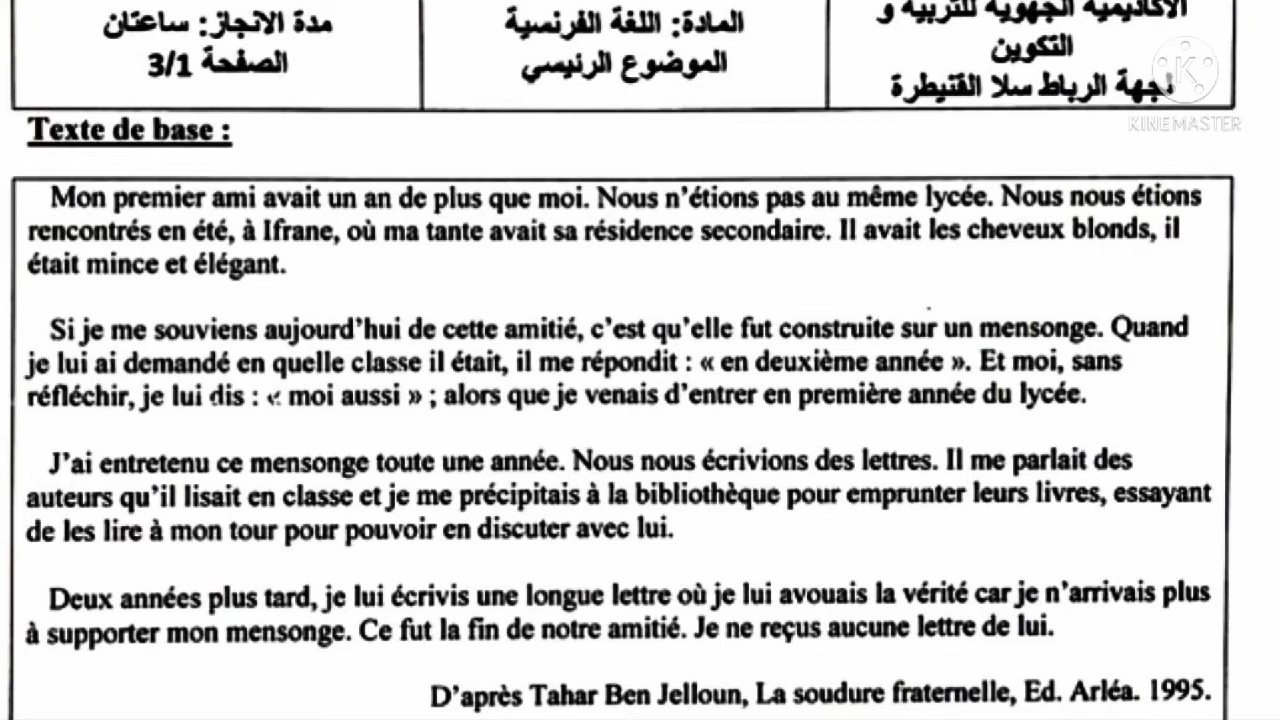 الأكاديمية الجهوية للتربية و
التكوين
لجهة الرباط سلا القنيطرة
المادة: اللغة الفرنسية
الموضوع الرئيسي
مدة الانجاز: ساعتان
الصفحة 3/1
KINEMASTER
Texte de base :
Mon premier ami avait un an de plus que moi. Nous n’étions pas au même lycée. Nous nous étions
rencontrés en été, à Ifrane, où ma tante avait sa résidence secondaire. Il avait les cheveux blonds, il
était mince et élégant.
Si je me souviens aujourd’hui de cette amitié, c’est qu’elle fut construite sur un mensonge. Quand
je lui ai demandé en quelle classe il était, il me répondit : « en deuxième année ». Et moi, sans
réfléchir, je lui dis : « moi aussi » ; alors que je venais d’entrer en première année du lycée.
J’ai entretenu ce mensonge toute une année. Nous nous écrivions des lettres. Il me parlait des
auteurs qu’il lisait en classe et je me précipitais à la bibliothèque pour emprunter leurs livres, essayant
de les lire à mon tour pour pouvoir en discuter avec lui.
Deux années plus tard, je lui écrivis une longue lettre où je lui avouais la vérité car je n’arrivais plus
à supporter mon mensonge. Ce fut la fin de notre amitié. Je ne reçus aucune lettre de lui.
D’après Tahar Ben Jelloun, La soudure fraternelle, Ed. Arléa. 1995.